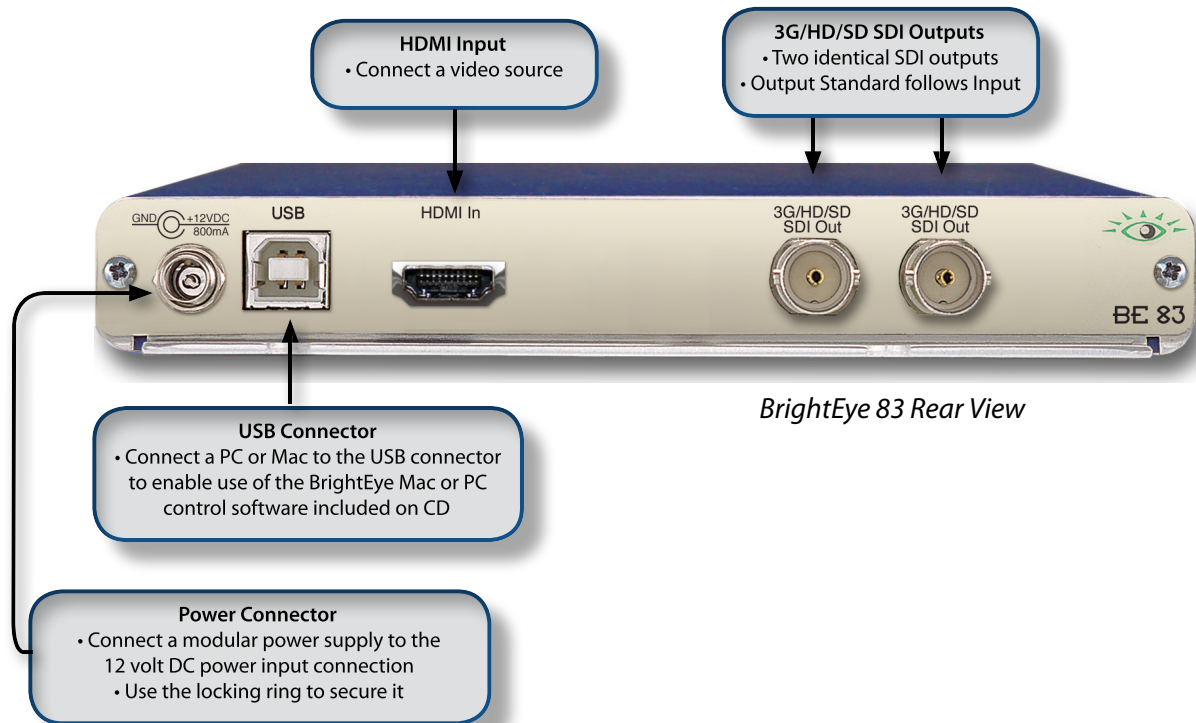 HDMI Input
• Connect a video source
3G/HD/SD SDI Outputs
• Two identical SDI outputs
• Output Standard follows Input
GND
+12VDC
800mA
USB
HDMI In
3G/HD/SD
SDI Out
3G/HD/SD
SDI Out
BE 83
BrightEye 83 Rear View
USB Connector
• Connect a PC or Mac to the USB connector
to enable use of the BrightEye Mac or PC
control software included on CD
Power Connector
• Connect a modular power supply to the
12 volt DC power input connection
• Use the locking ring to secure it